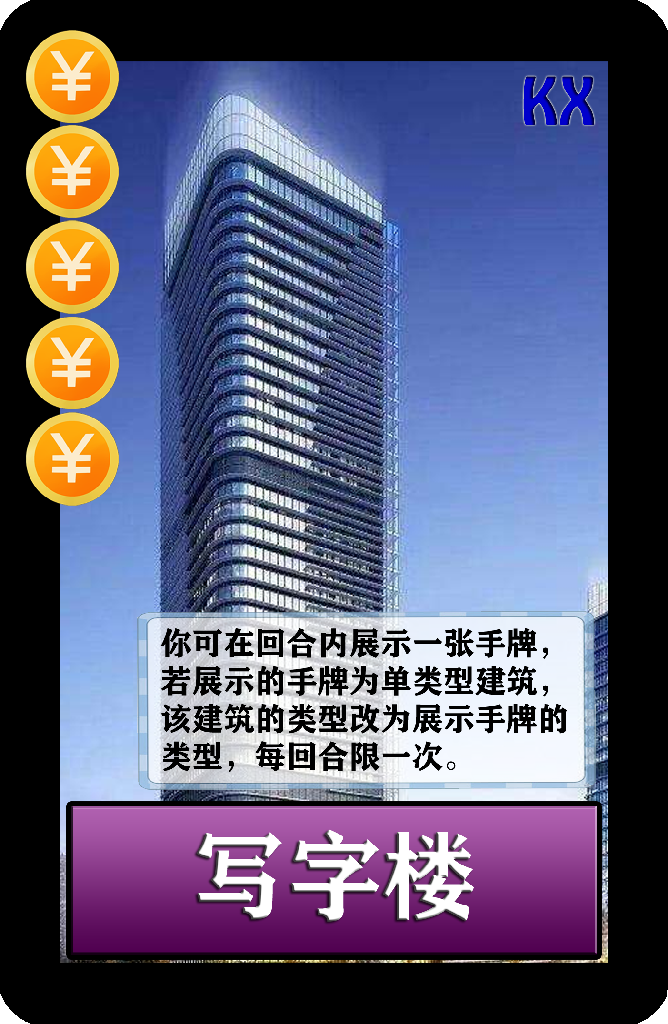 ¥
¥
¥
¥
¥
KX
你可在回合内展示一张手牌，
若展示的手牌为单类型建筑，
该建筑的类型改为展示手牌的
类型，每回合限一次。
写字楼